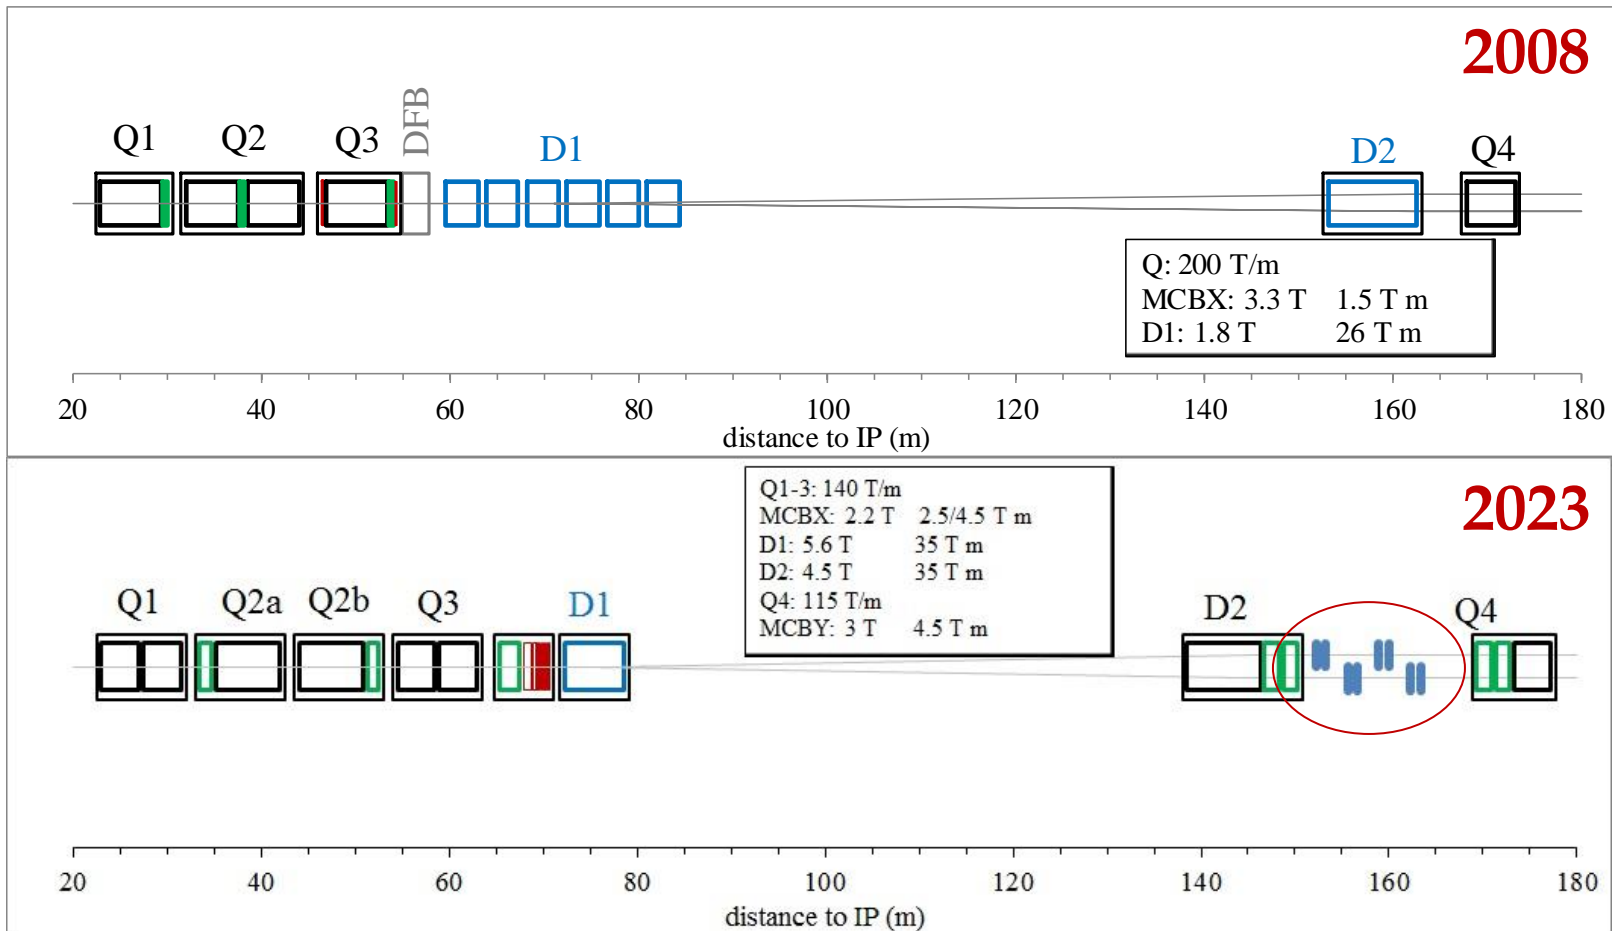 2008
DFB
Q1 Q2 Q3 D1 D2 Q4
Q: 200 T/m
MCBX: 3.3 T 1.5 T m
D1: 1.8 T 26 T m
20 40 60 80 100 120 140 160 180
distance to IP (m)
2023
Q1-3: 140 T/m
MCBX: 2.2 T 2.5/4.5 T m
D1: 5.6 T 35 T m
D2: 4.5 T 35 T m
Q4: 115 T/m
MCBY: 3 T 4.5 T m
Q1 Q2a Q2b Q3 D1 D2 Q4
20 40 60 80 100 120 140 160 180
distance to IP (m)